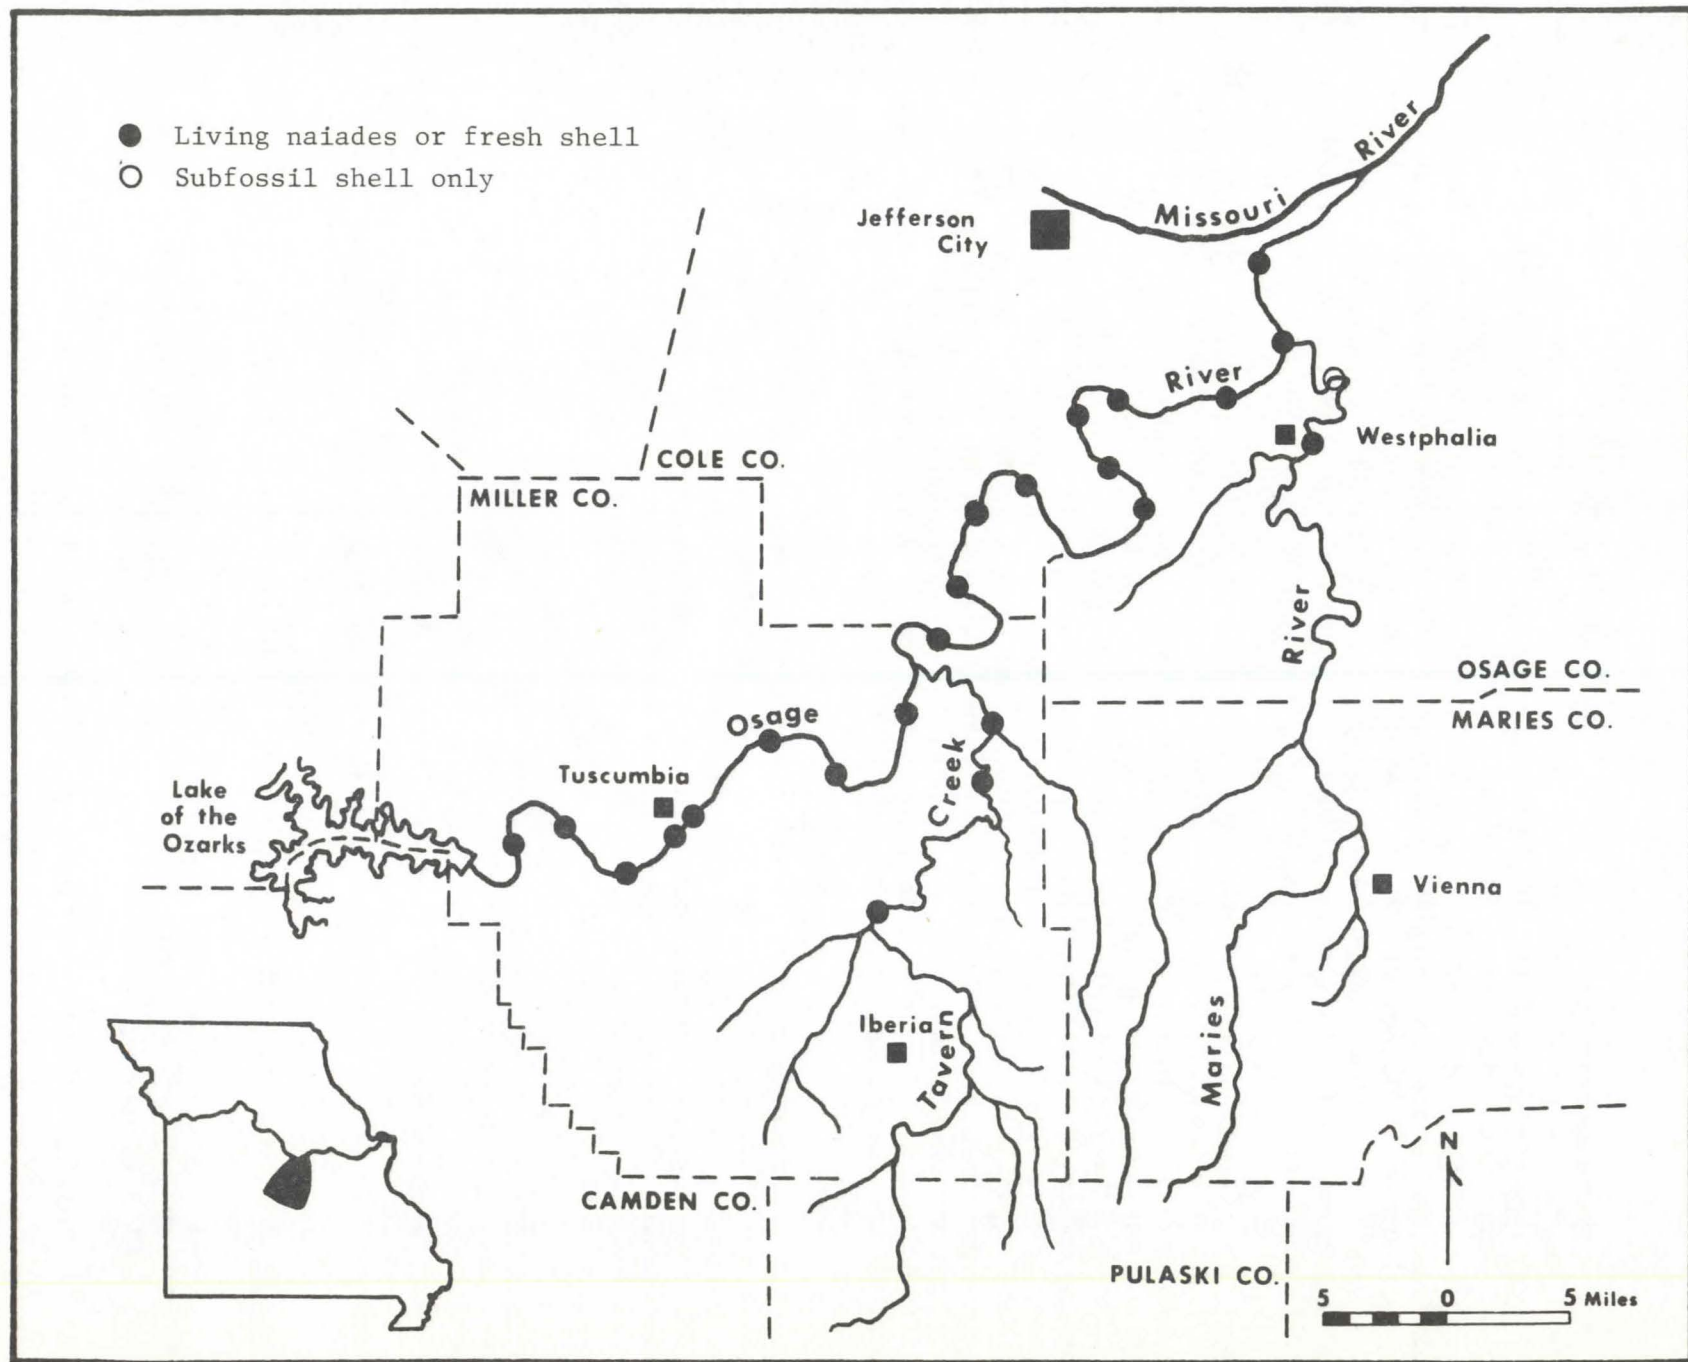 Living naiades or fresh shell
Subfossil shell only
Jefferson
City
Missouri
River
River
Westphalia
COLE CO.
MILLER CO.
River
OSAGE CO.
MARIES CO.
Osage
Creek
Tuscumbia
Lake
of the
Ozarks
Vienna
Iberia
Tavern
Maries
N
CAMDEN CO.
PULASKI CO.
5 0 5 Miles